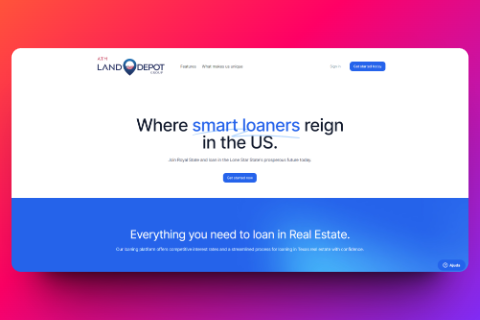 LAND DEPOT
GROUP
Features What makes us unique
Sign in Get started today
Where smart loaners reign
in the US.
Join Royal State and loan in the Lone Star State's prosperous future today.
Get started now
Everything you need to loan in Real Estate.
Our loaning platform offers competitive interest rates and a streamlined process for loaning in Texas real estate with confidence.